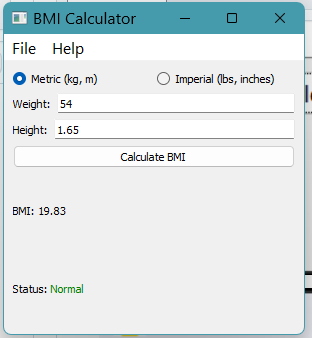 BMI Calculator
File Help
Metric (kg, m) Imperial (lbs, inches)
Weight: 54
Height: 1.65
Calculate BMI
BMI: 19.83
Status: Normal